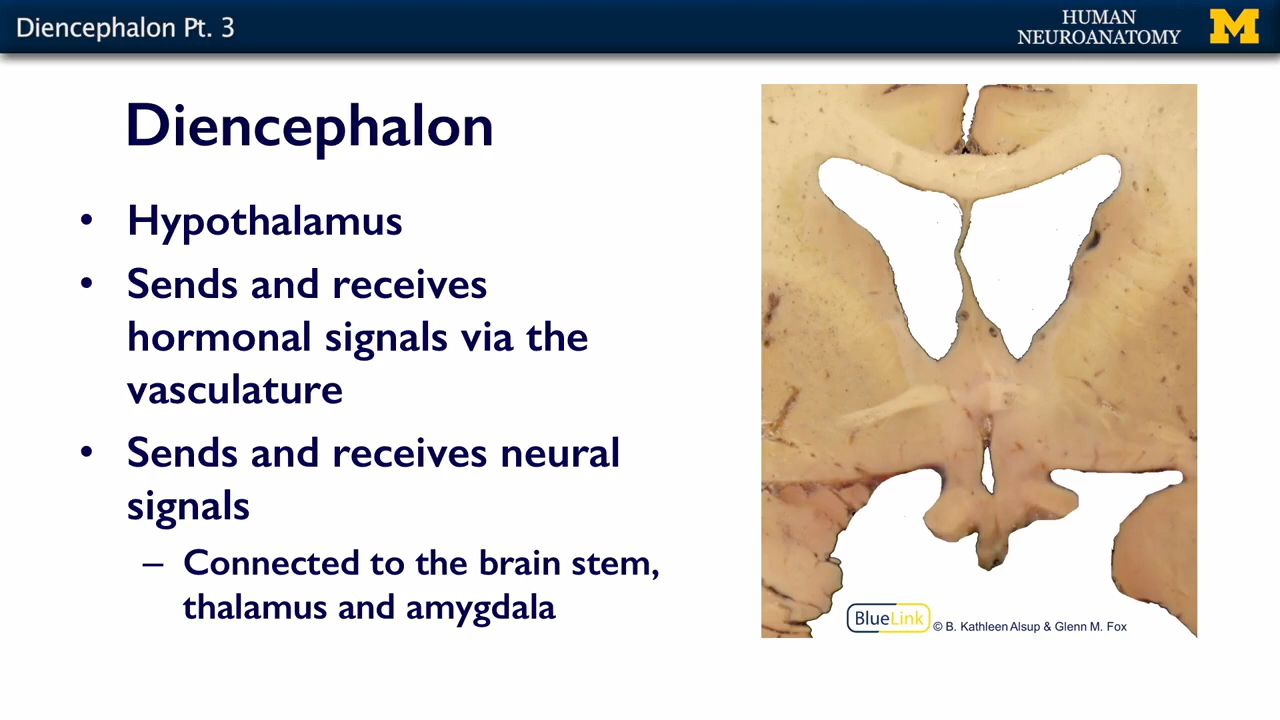 Diencephalon Pt. 3
HUMAN
NEUROANATOMY
M
Diencephalon
• Hypothalamus
• Sends and receives
hormonal signals via the
vasculature
• Sends and receives neural
signals
– Connected to the brain stem,
thalamus and amygdala
BlueLink © B. Kathleen Alsup & Glenn M. Fox